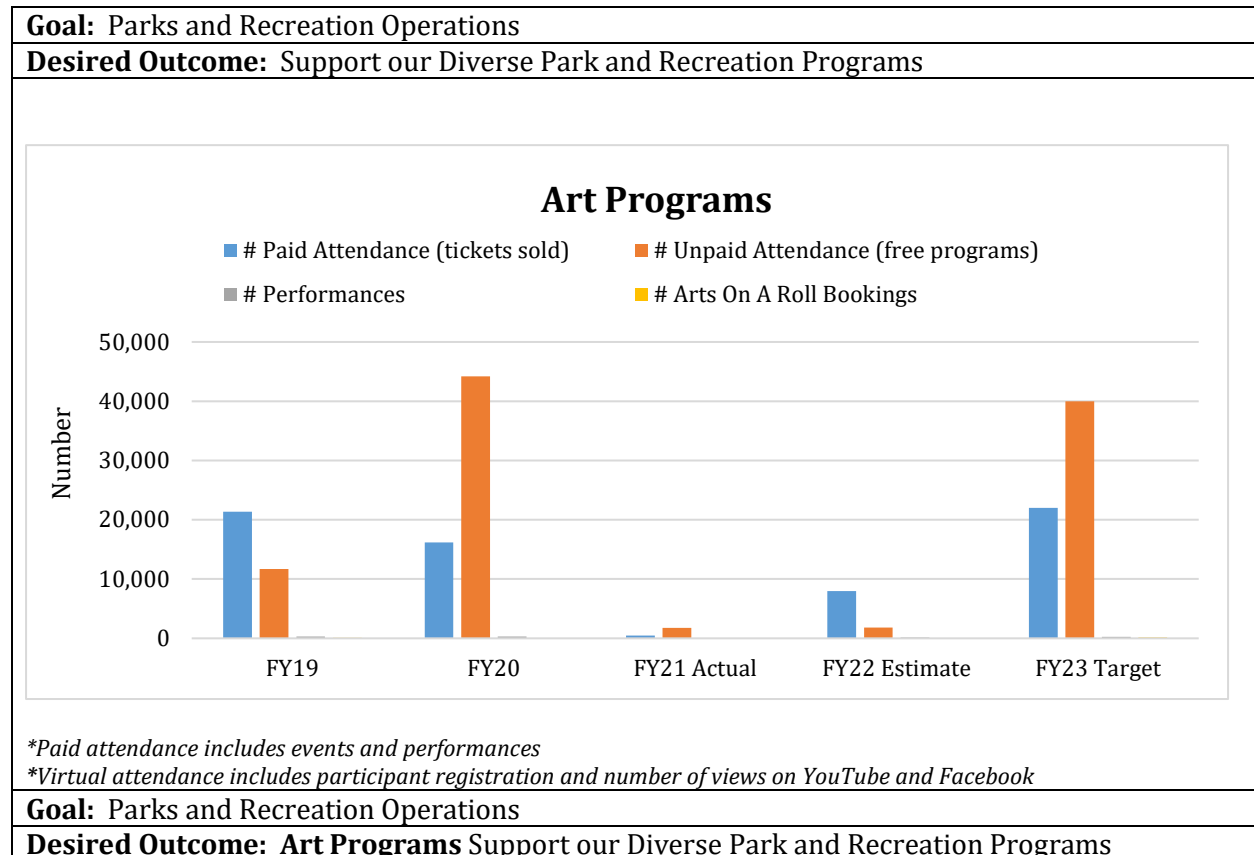 Goal: Parks and Recreation Operations
Desired Outcome: Support our Diverse Park and Recreation Programs
Art Programs
# Paid Attendance (tickets sold)
# Unpaid Attendance (free programs)
# Performances
# Arts On A Roll Bookings
50,000
40,000
30,000
20,000
10,000
0
Number
FY19
FY20
FY21 Actual
FY22 Estimate
FY23 Target
*Paid attendance includes events and performances
*Virtual attendance includes participant registration and number of views on YouTube and Facebook
Goal: Parks and Recreation Operations
Desired Outcome: Art Programs Support our Diverse Park and Recreation Programs